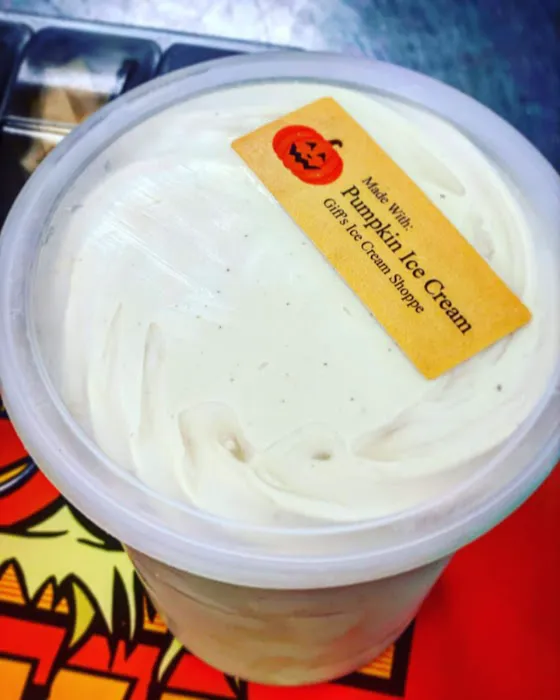 Made With:
Pumpkin Ice Cream
Giff's Ice Cream Shoppe